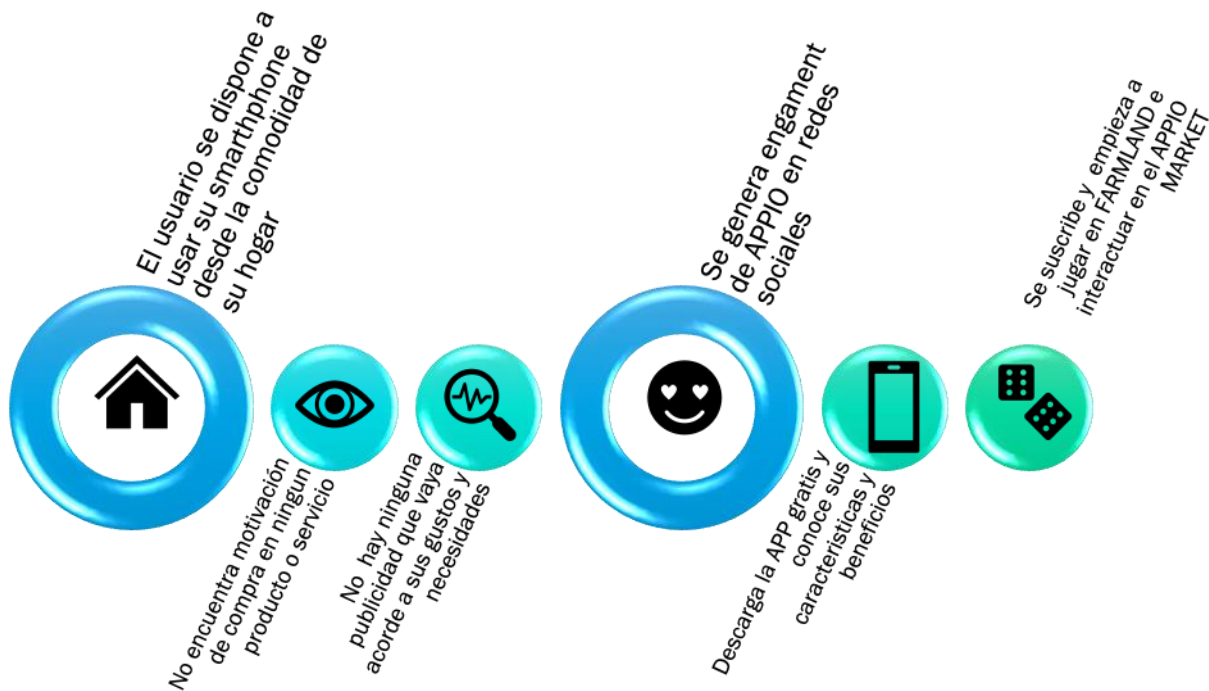 El usuario se dispone a
usar su smarthphone
desde la comodidad de
su hogar
No encuentra motivación
de compra en ningun
producto o servicio
No hay ninguna
publicidad que vaya
acorde a sus gustos y
necesidades
Se genera engament
de APPIO en redes
sociales
Descarga la APP gratis y
conoce sus
caracteristicas y
beneficios
Se suscribe y empieza a
jugar en FARMLAND e
interactuar en el APPIO
MARKET